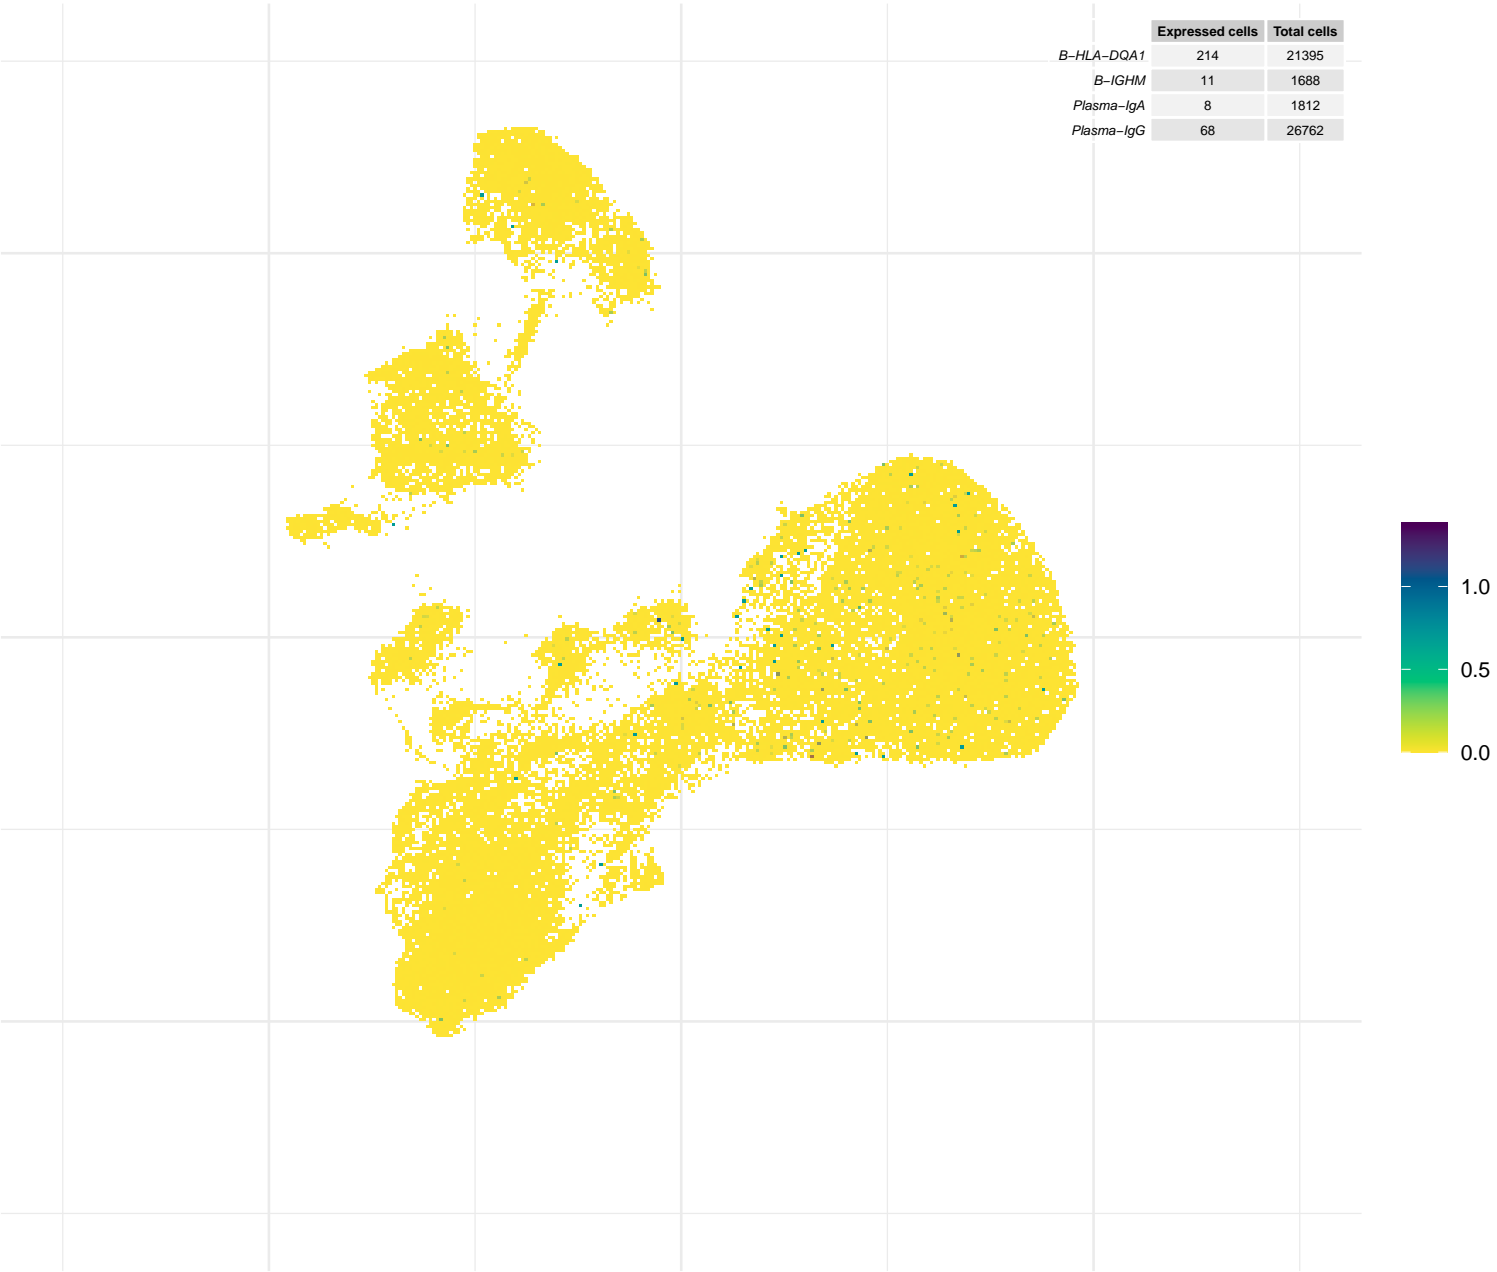 Expressed cells Total cells
B−HLA−DQA1 214 21395
B−IGHM 11 1688
Plasma−IgA 8 1812
Plasma−IgG 68 26762
1.0
0.5
0.0